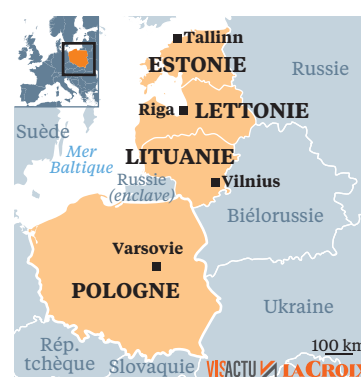 Tallinn
ESTONIE
Russie
Riga
LETTONIE
Suède
Mer
Baltique
LITUANIE
Russie
(enclave)
Vilnius
Biélorussie
Varsovie
POLOGNE
Ukraine
100 km
Rép.
tchèque
Slovaquie
VISACTU
LA CROIX